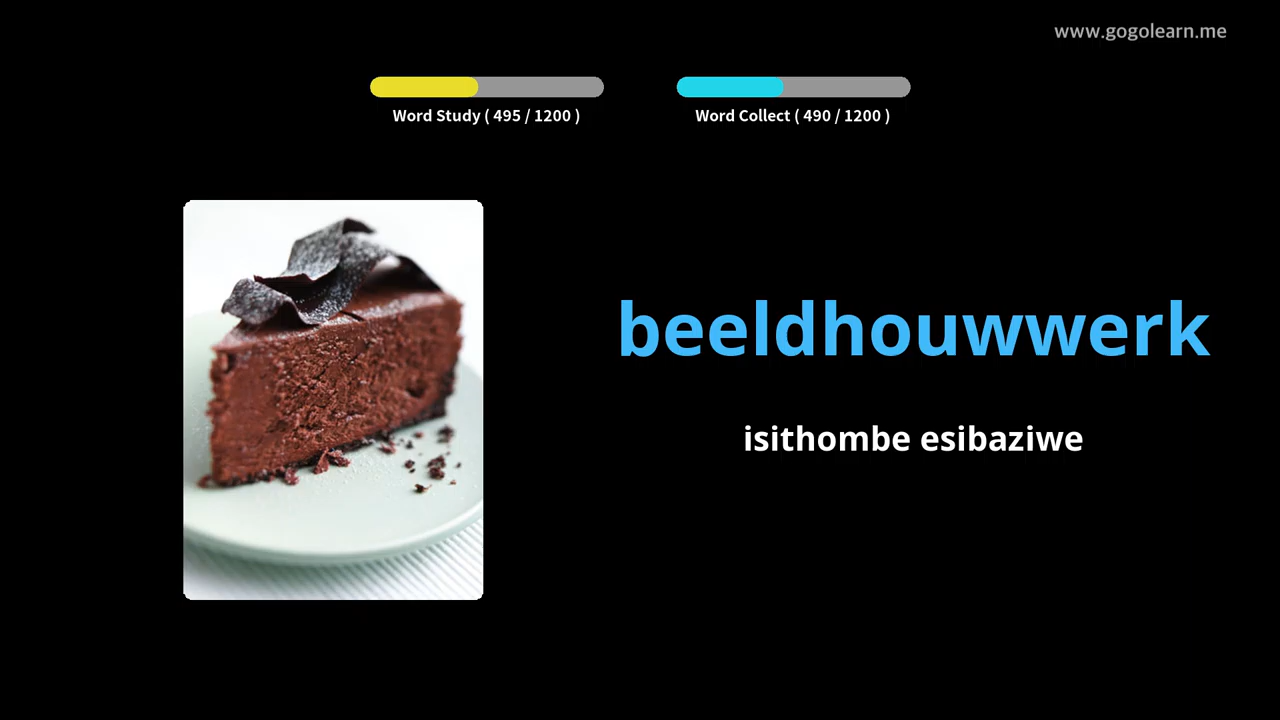 www.gogolearn.me
Word Study ( 495 / 1200 )
Word Collect ( 490 / 1200 )
beeldhouwwerk
isithombe esibaziwe